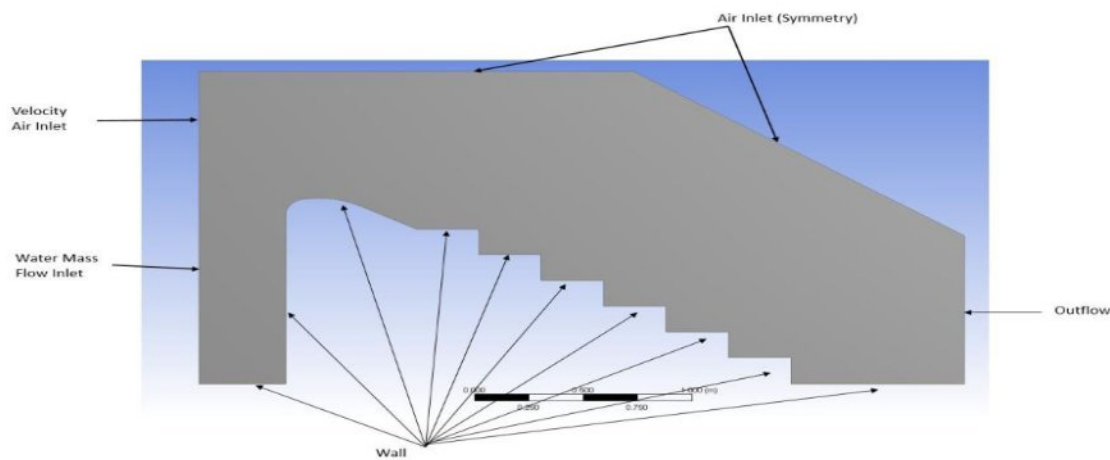 Air Inlet (Symmetry)
Velocity
Air Inlet
Water Mass
Flow Inlet
Outflow
0.000
0.500
1.000 (m)
0.250
0.750
Wall